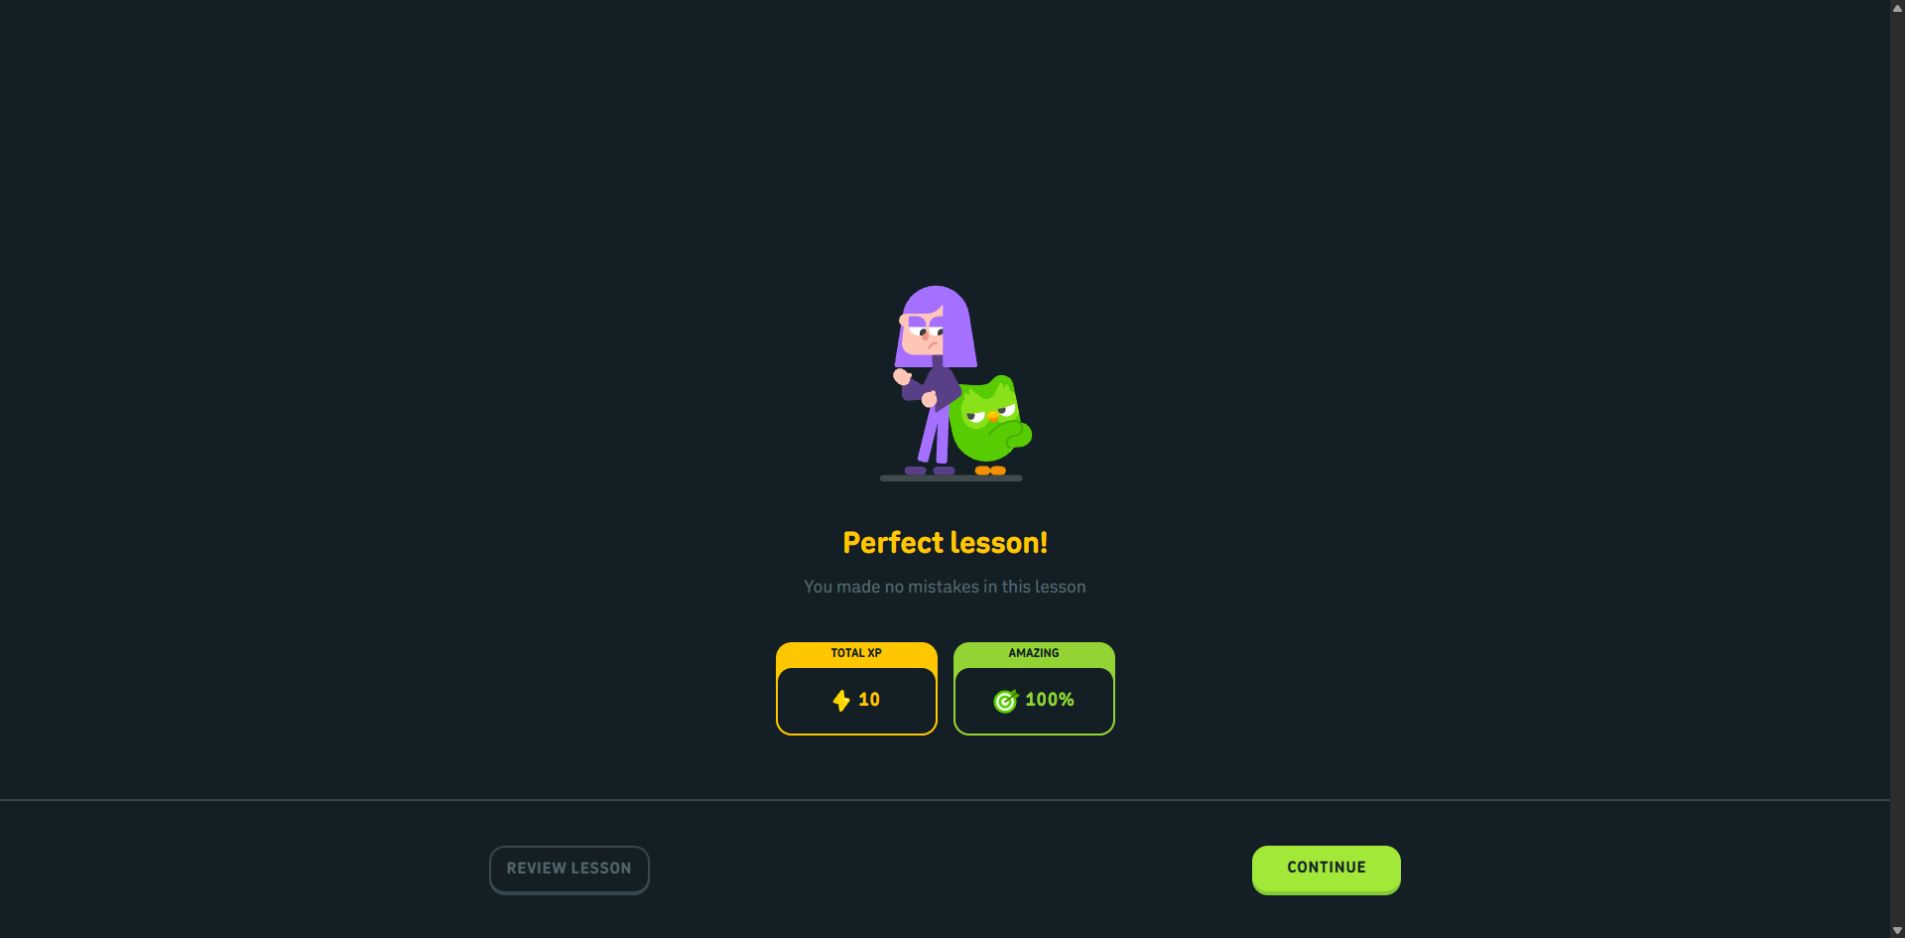 Perfect lesson!
You made no mistakes in this lesson
TOTAL XP
10
AMAZING
100%
REVIEW LESSON
CONTINUE